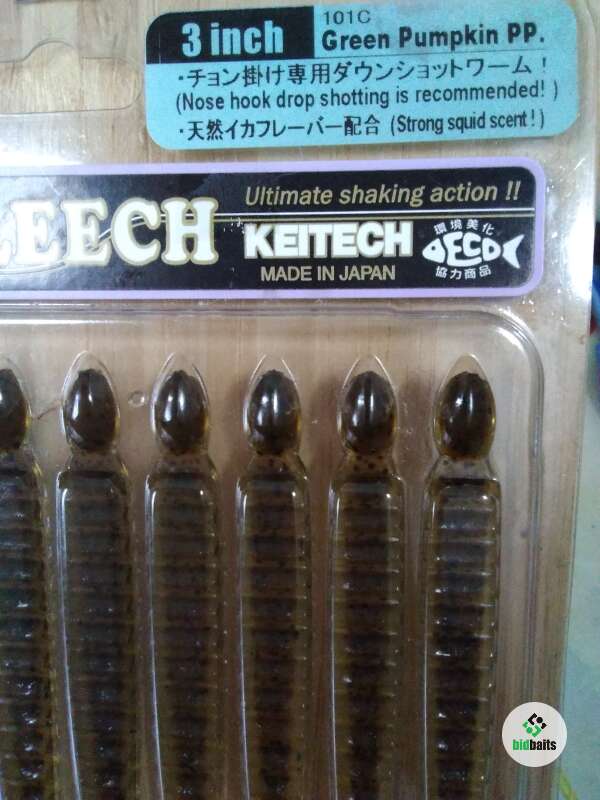 3 inch
101C
Green Pumpkin PP.
・チョン掛け専用ダウンショットワーム！
(Nose hook drop shotting is recommended! )
・天然イカフレーバー配合 (Strong squid scent! )
LEECH
Ultimate shaking action !!
KEITECH
MADE IN JAPAN
環境美化
ECO
協力商品
bidbaits